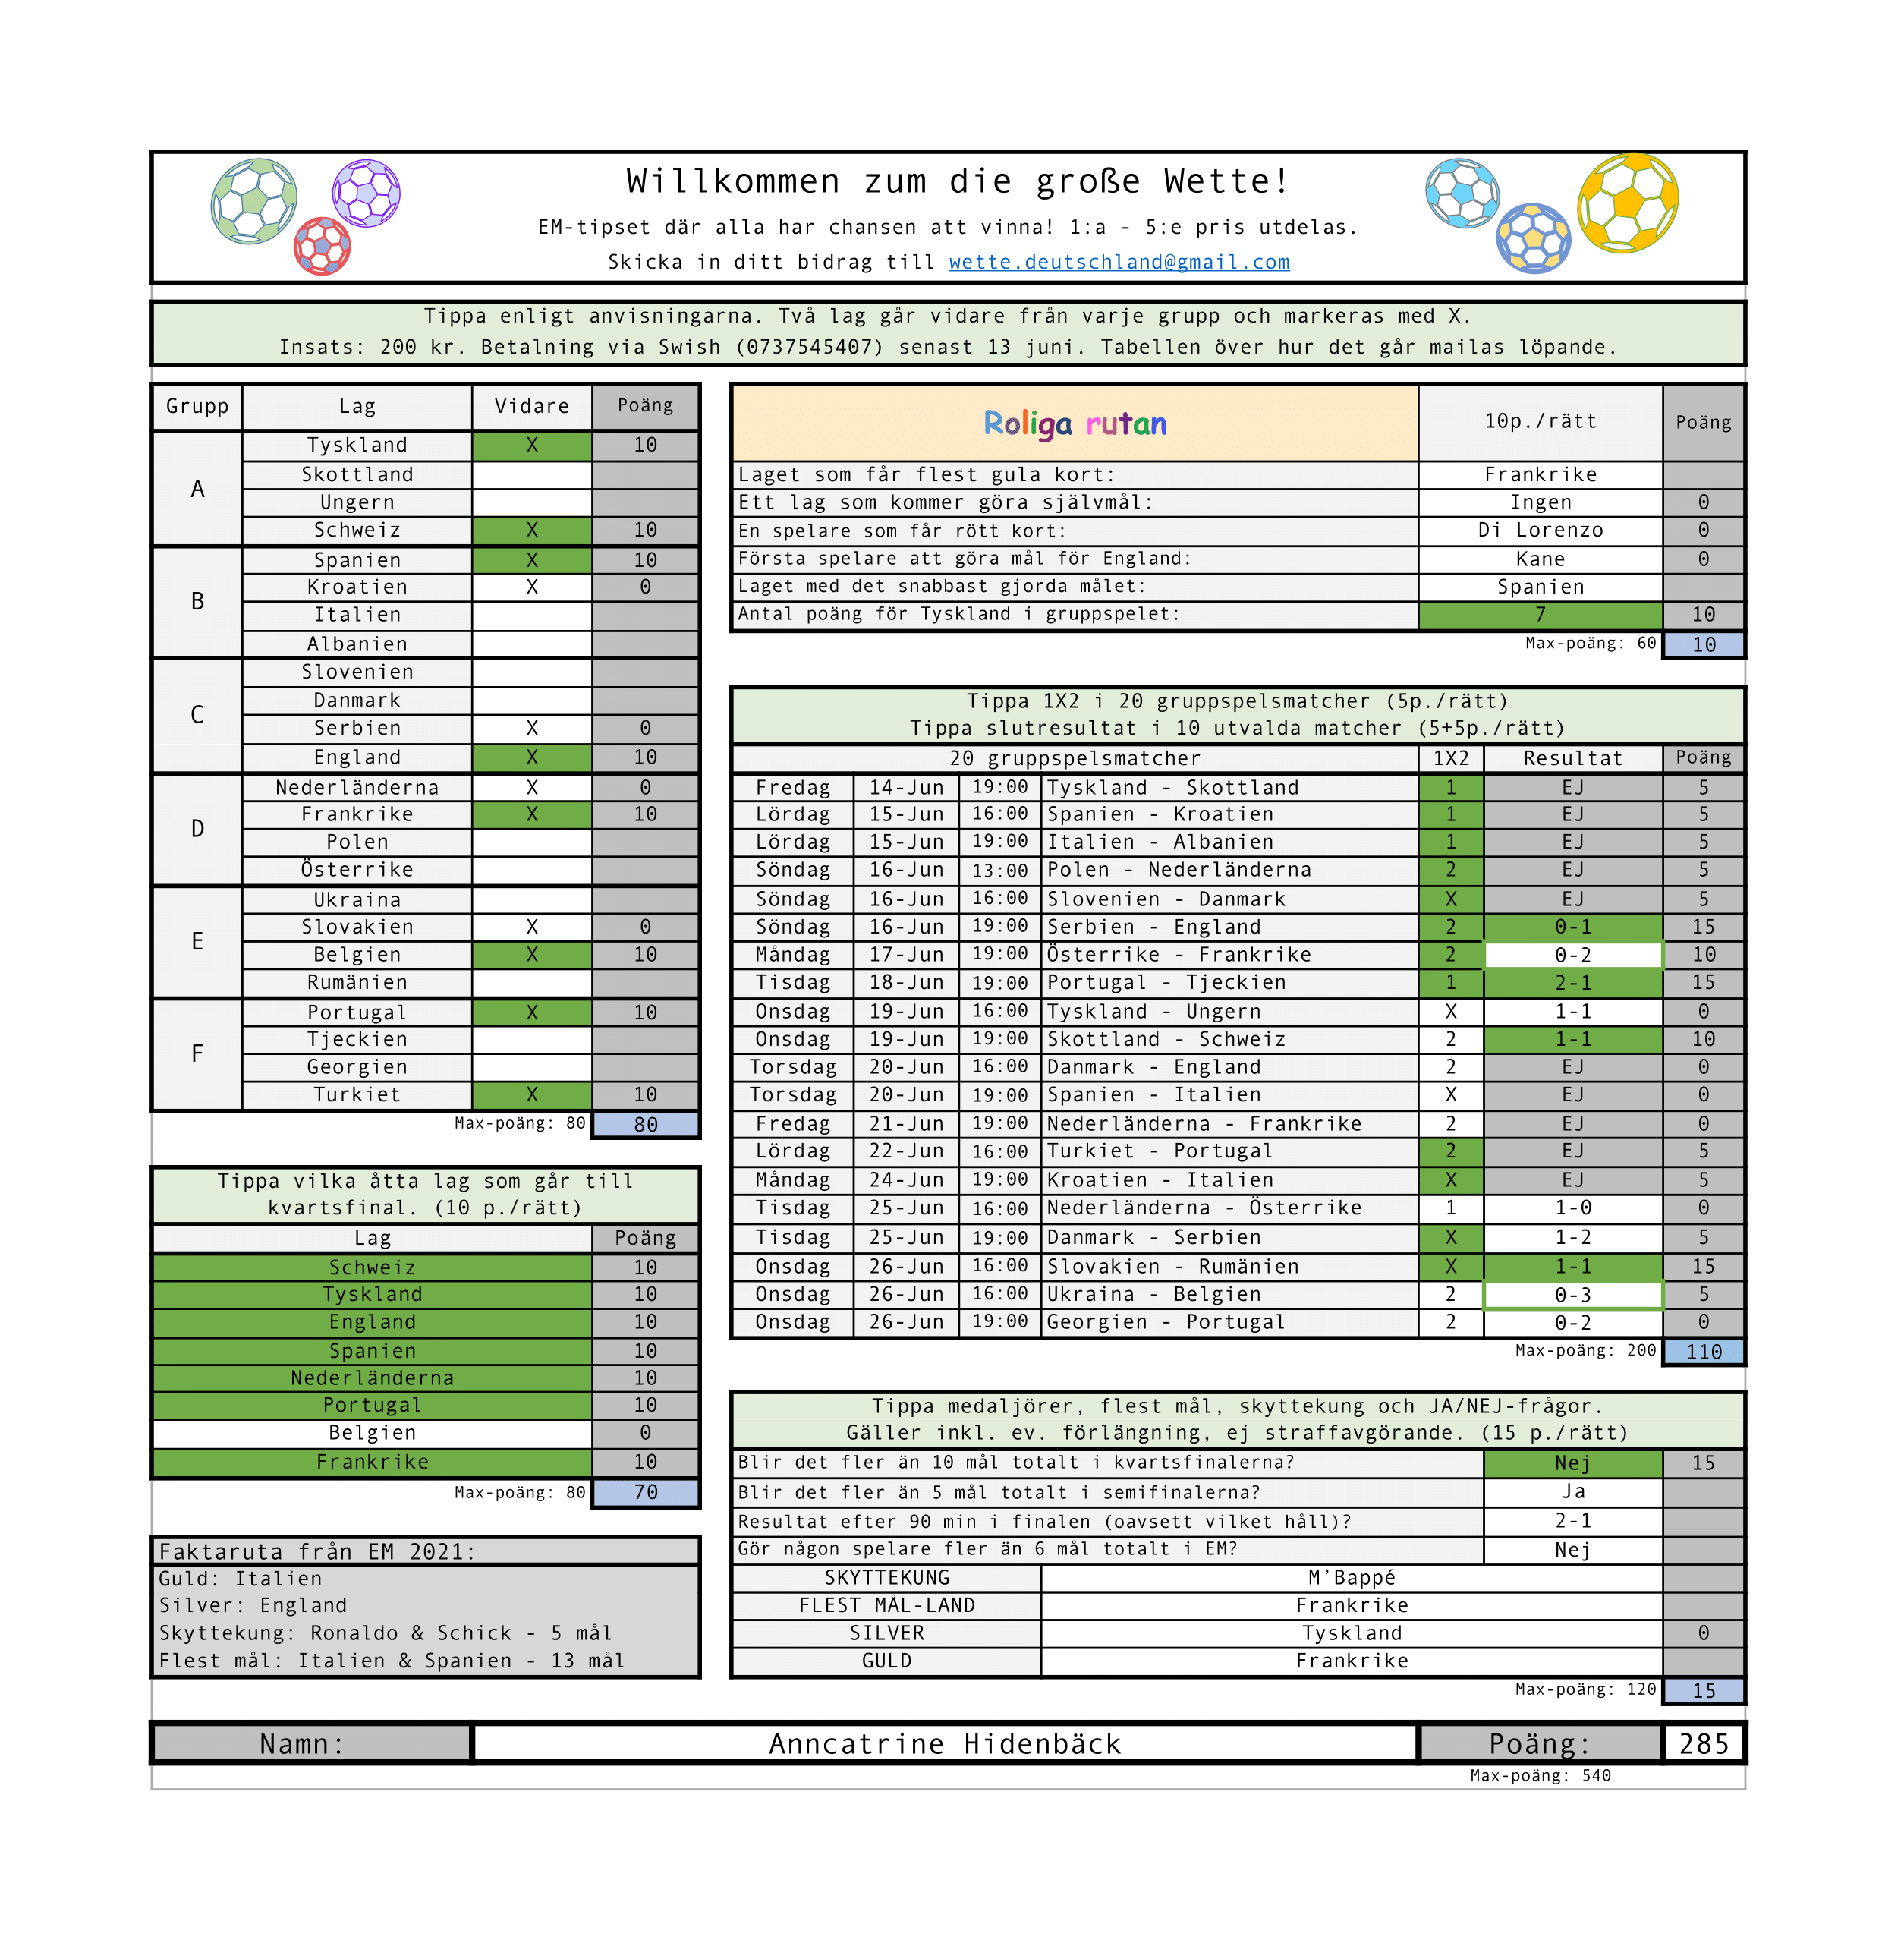 Willkommen zum die große Wette!
EM-tipset där alla har chansen att vinna! 1:a - 5:e pris utdelas.
Skicka in ditt bidrag till wette.deutschland@gmail.com
Tippa enligt anvisningarna. Två lag går vidare från varje grupp och markeras med X.
Insats: 200 kr. Betalning via Swish (0737545407) senast 13 juni. Tabellen över hur det går mailas löpande.
Grupp Lag Vidare Poäng
A
Tyskland X 10
Skottland
Ungern
Schweiz X 10
B
Spanien X 10
Kroatien X 0
Italien
Albanien
C
Slovenien
Danmark
Serbien X 0
England X 10
D
Nederländerna X 0
Frankrike X 10
Polen
Österrike
E
Ukraina
Slovakien X 0
Belgien X 10
Rumänien
F
Portugal X 10
Tjeckien
Georgien
Turkiet X 10
Max-poäng: 80 80
Tippa vilka åtta lag som går till
kvartsfinal. (10 p./rätt)
Lag Poäng
Schweiz 10
Tyskland 10
England 10
Spanien 10
Nederländerna 10
Portugal 10
Belgien 0
Frankrike 10
Max-poäng: 80 70
Faktaruta från EM 2021:
Guld: Italien
Silver: England
Skyttekung: Ronaldo & Schick - 5 mål
Flest mål: Italien & Spanien - 13 mål
Roliga rutan 10p./rätt Poäng
Laget som får flest gula kort: Frankrike
Ett lag som kommer göra självmål: Ingen 0
En spelare som får rött kort: Di Lorenzo 0
Första spelare att göra mål för England: Kane 0
Laget med det snabbast gjorda målet: Spanien
Antal poäng för Tyskland i gruppspelet: 7 10
Max-poäng: 60 10
Tippa 1X2 i 20 gruppspelsmatcher (5p./rätt)
Tippa slutresultat i 10 utvalda matcher (5+5p./rätt)
20 gruppspelsmatcher 1X2 Resultat Poäng
Fredag 14-Jun 19:00 Tyskland - Skottland 1 EJ 5
Lördag 15-Jun 16:00 Spanien - Kroatien 1 EJ 5
Lördag 15-Jun 19:00 Italien - Albanien 1 EJ 5
Söndag 16-Jun 13:00 Polen - Nederländerna 2 EJ 5
Söndag 16-Jun 16:00 Slovenien - Danmark X EJ 5
Söndag 16-Jun 19:00 Serbien - England 2 0-1 15
Måndag 17-Jun 19:00 Österrike - Frankrike 2 0-2 10
Tisdag 18-Jun 19:00 Portugal - Tjeckien 1 2-1 15
Onsdag 19-Jun 16:00 Tyskland - Ungern X 1-1 0
Onsdag 19-Jun 19:00 Skottland - Schweiz 2 1-1 10
Torsdag 20-Jun 16:00 Danmark - England 2 EJ 0
Torsdag 20-Jun 19:00 Spanien - Italien X EJ 0
Fredag 21-Jun 19:00 Nederländerna - Frankrike 2 EJ 0
Lördag 22-Jun 16:00 Turkiet - Portugal 2 EJ 5
Måndag 24-Jun 19:00 Kroatien - Italien X EJ 5
Tisdag 25-Jun 16:00 Nederländerna - Österrike 1 1-0 0
Tisdag 25-Jun 19:00 Danmark - Serbien X 1-2 5
Onsdag 26-Jun 16:00 Slovakien - Rumänien X 1-1 15
Onsdag 26-Jun 16:00 Ukraina - Belgien 2 0-3 5
Onsdag 26-Jun 19:00 Georgien - Portugal 2 0-2 0
Max-poäng: 200 110
Tippa medaljörer, flest mål, skyttekung och JA/NEJ-frågor.
Gäller inkl. ev. förlängning, ej straffavgörande. (15 p./rätt)
Blir det fler än 10 mål totalt i kvartsfinalerna? Nej 15
Blir det fler än 5 mål totalt i semifinalerna? Ja
Resultat efter 90 min i finalen (oavsett vilket håll)? 2-1
Gör någon spelare fler än 6 mål totalt i EM? Nej
SKYTTEKUNG M’Bappé
FLEST MÅL-LAND Frankrike
SILVER Tyskland 0
GULD Frankrike
Max-poäng: 120 15
Namn: Anncatrine Hidenbäck Poäng: 285
Max-poäng: 540